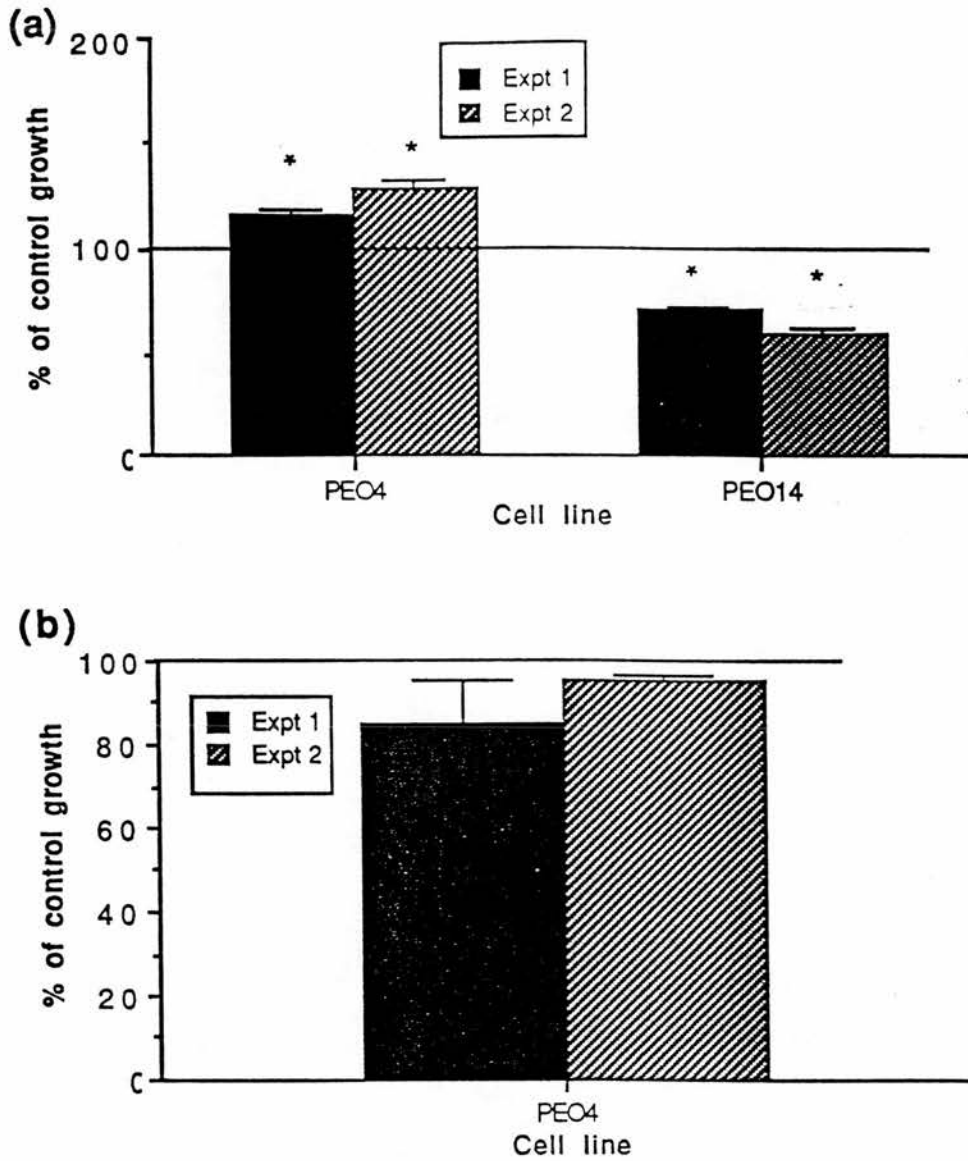 (a)
200
Expt 1
Expt 2
* *
% of control growth
100
* *
C
PEO4 PEO14
Cell line
(b)
100
Expt 1
Expt 2
80
% of control growth
60
40
20
C
PEO4
Cell line